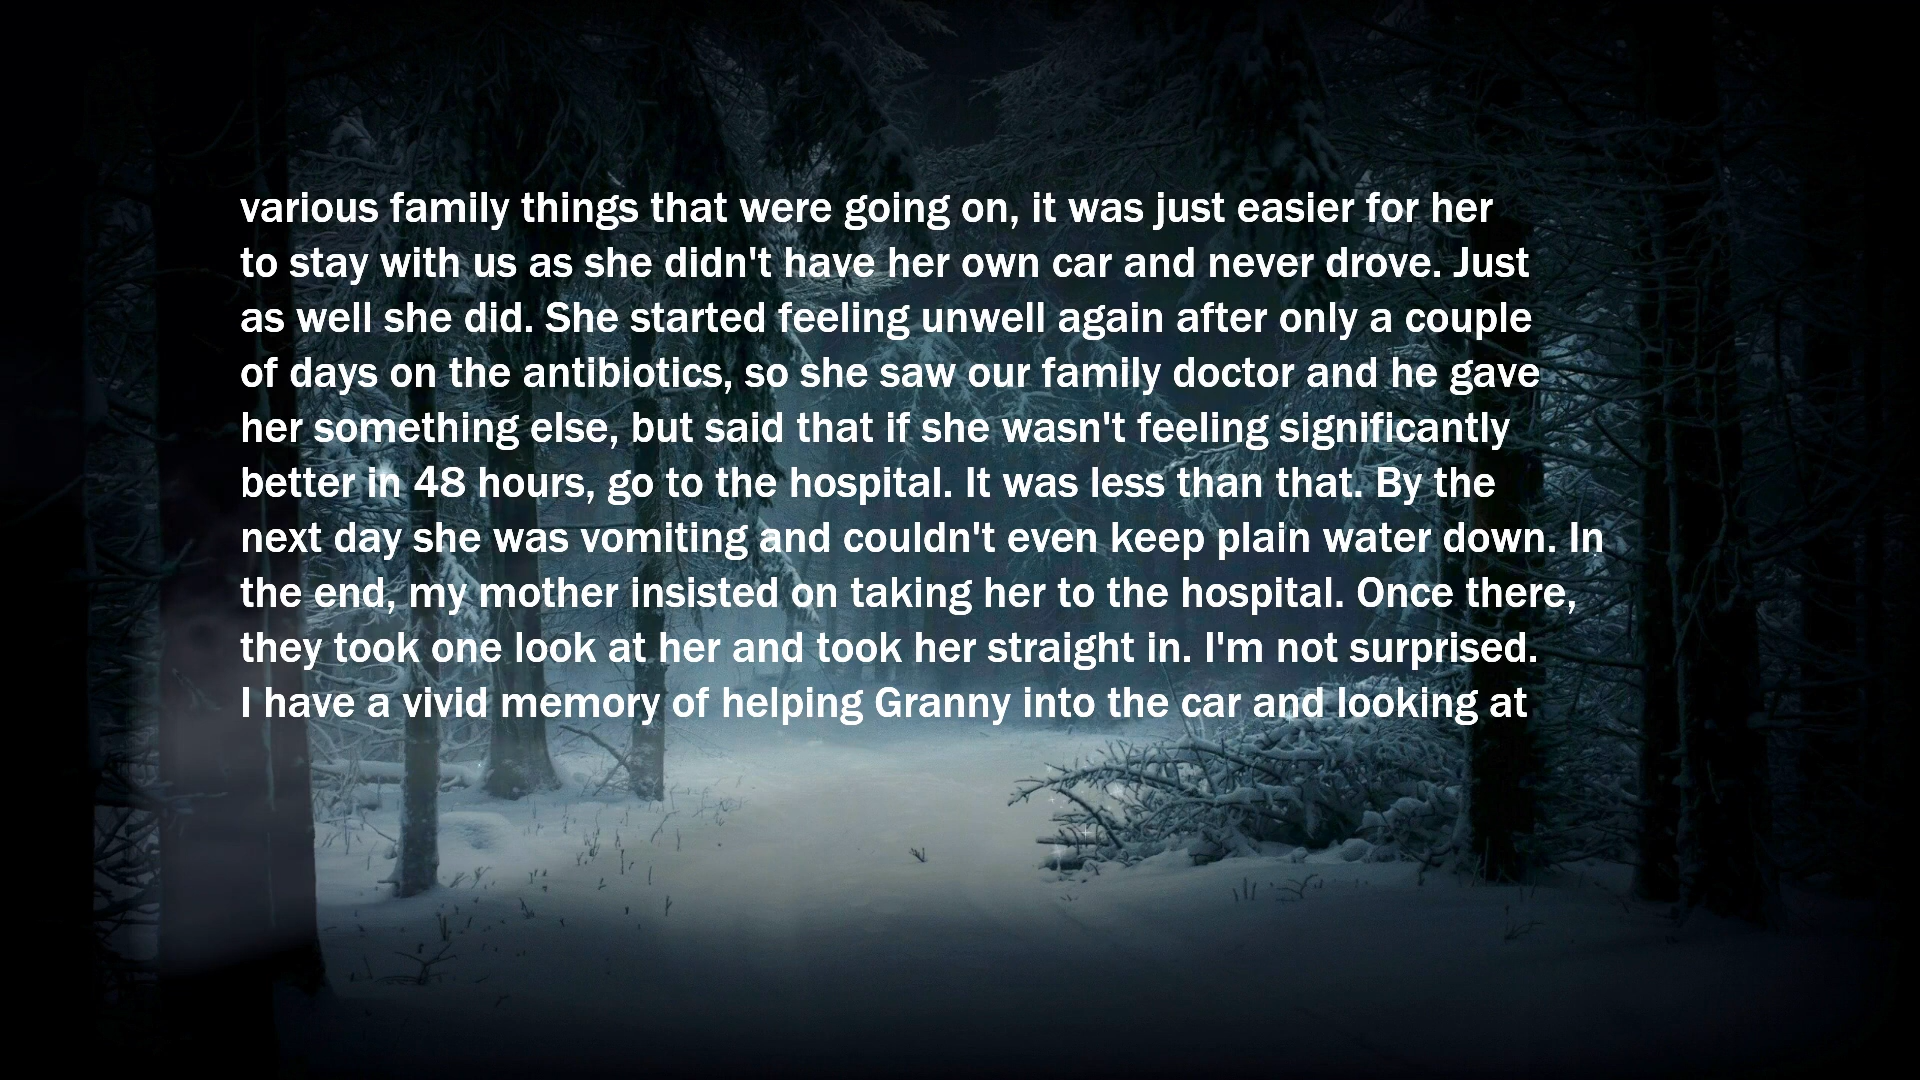 various family things that were going on, it was just easier for her
to stay with us as she didn't have her own car and never drove. Just
as well she did. She started feeling unwell again after only a couple
of days on the antibiotics, so she saw our family doctor and he gave
her something else, but said that if she wasn't feeling significantly
better in 48 hours, go to the hospital. It was less than that. By the
next day she was vomiting and couldn't even keep plain water down. In
the end, my mother insisted on taking her to the hospital. Once there,
they took one look at her and took her straight in. I'm not surprised.
I have a vivid memory of helping Granny into the car and looking at